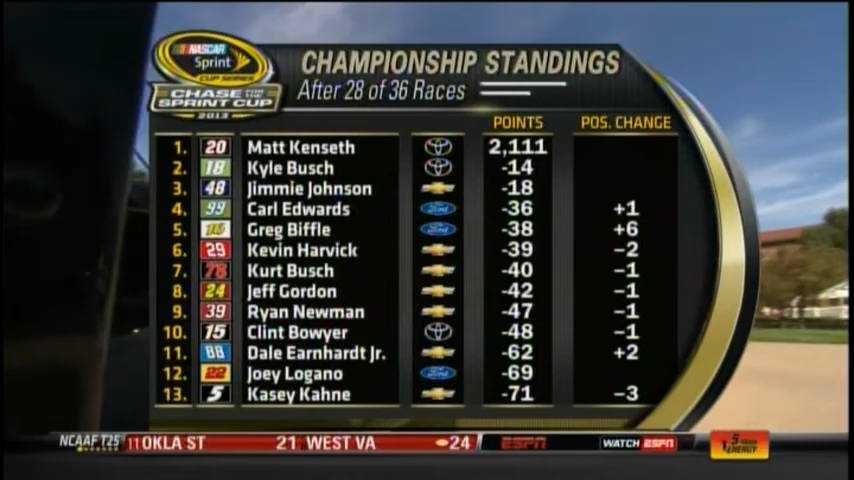 NASCAR
Sprint
CUP SERIES
CHASE FOR THE
SPRINT CUP
2013
CHAMPIONSHIP STANDINGS
After 28 of 36 Races
POINTS POS. CHANGE
1. 20 Matt Kenseth 2,111
2. 18 Kyle Busch -14
3. 48 Jimmie Johnson -18
4. 99 Carl Edwards Ford -36 +1
5. 16 Greg Biffle Ford -38 +6
6. 29 Kevin Harvick -39 -2
7. 78 Kurt Busch -40 -1
8. 24 Jeff Gordon -42 -1
9. 39 Ryan Newman -47 -1
10. 15 Clint Bowyer -48 -1
11. 88 Dale Earnhardt Jr. -62 +2
12. 22 Joey Logano Ford -69
13. 5 Kasey Kahne -71 -3
NCAAF T25 11 OKLA ST 21 WEST VA 24 ESPN WATCH ESPN 5 HOUR ENERGY